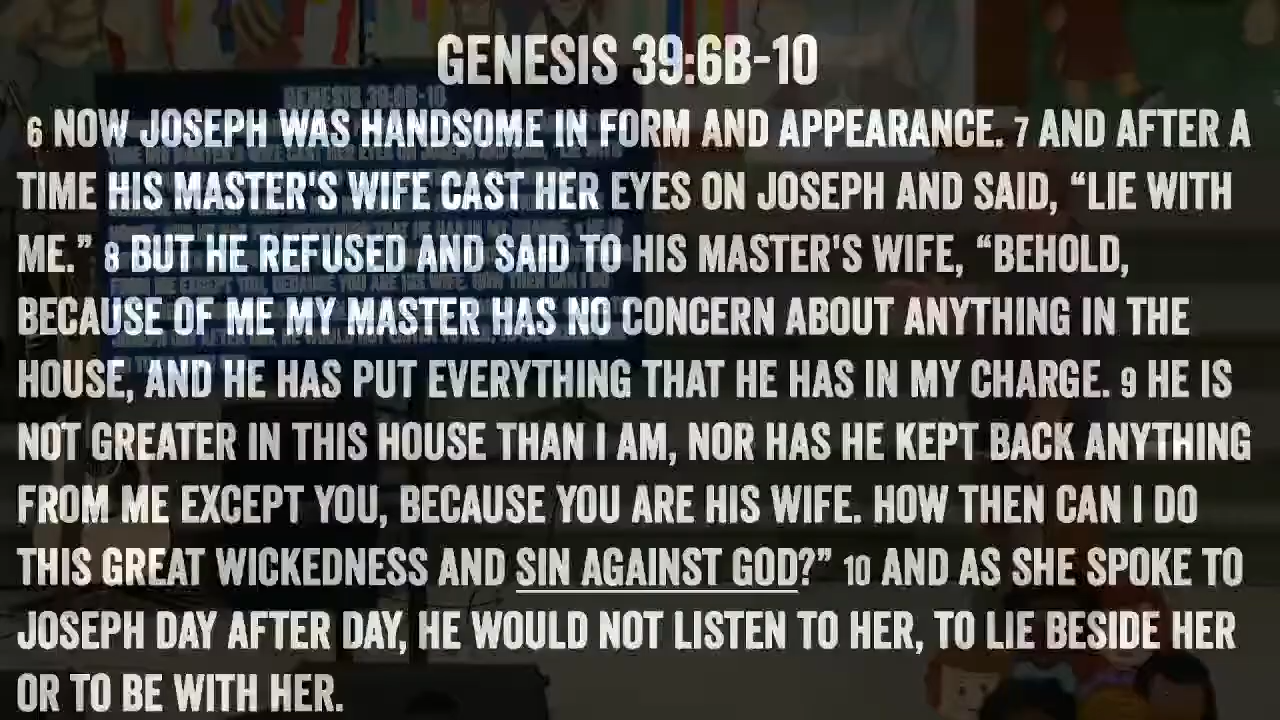 GENESIS 39:6B-10
6 NOW JOSEPH WAS HANDSOME IN FORM AND APPEARANCE. 7 AND AFTER A
TIME HIS MASTER'S WIFE CAST HER EYES ON JOSEPH AND SAID, “LIE WITH
ME.” 8 BUT HE REFUSED AND SAID TO HIS MASTER'S WIFE, “BEHOLD,
BECAUSE OF ME MY MASTER HAS NO CONCERN ABOUT ANYTHING IN THE
HOUSE, AND HE HAS PUT EVERYTHING THAT HE HAS IN MY CHARGE. 9 HE IS
NOT GREATER IN THIS HOUSE THAN I AM, NOR HAS HE KEPT BACK ANYTHING
FROM ME EXCEPT YOU, BECAUSE YOU ARE HIS WIFE. HOW THEN CAN I DO
THIS GREAT WICKEDNESS AND SIN AGAINST GOD?” 10 AND AS SHE SPOKE TO
JOSEPH DAY AFTER DAY, HE WOULD NOT LISTEN TO HER, TO LIE BESIDE HER
OR TO BE WITH HER.